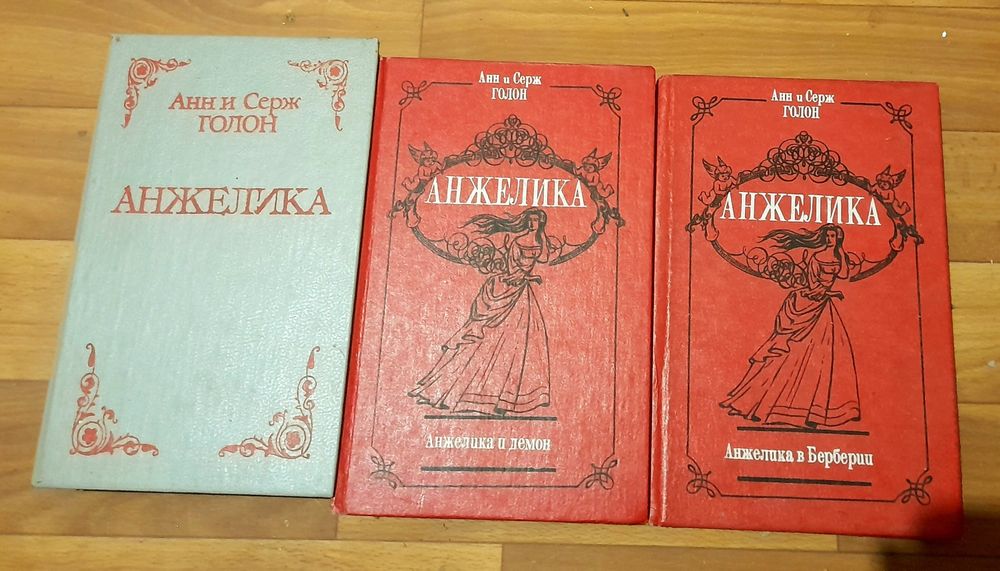 Анн и Серж
ГОЛОН
АНЖЕЛИКА
Анн и Серж
ГОЛОН
АНЖЕЛИКА
Анжелика и демон
Анн и Серж
ГОЛОН
АНЖЕЛИКА
Анжелика в Берберии